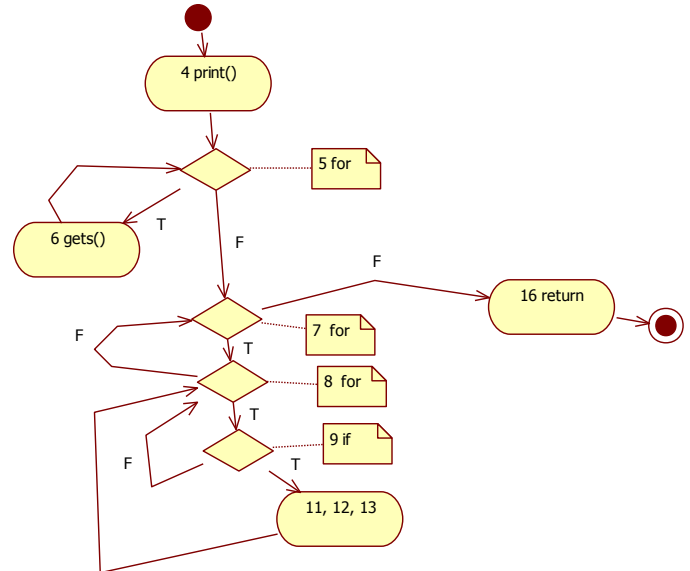 4 print()
5 for
T
6 gets()
F
F
16 return
7 for
F
T
8 for
T
9 if
F
T
11, 12, 13